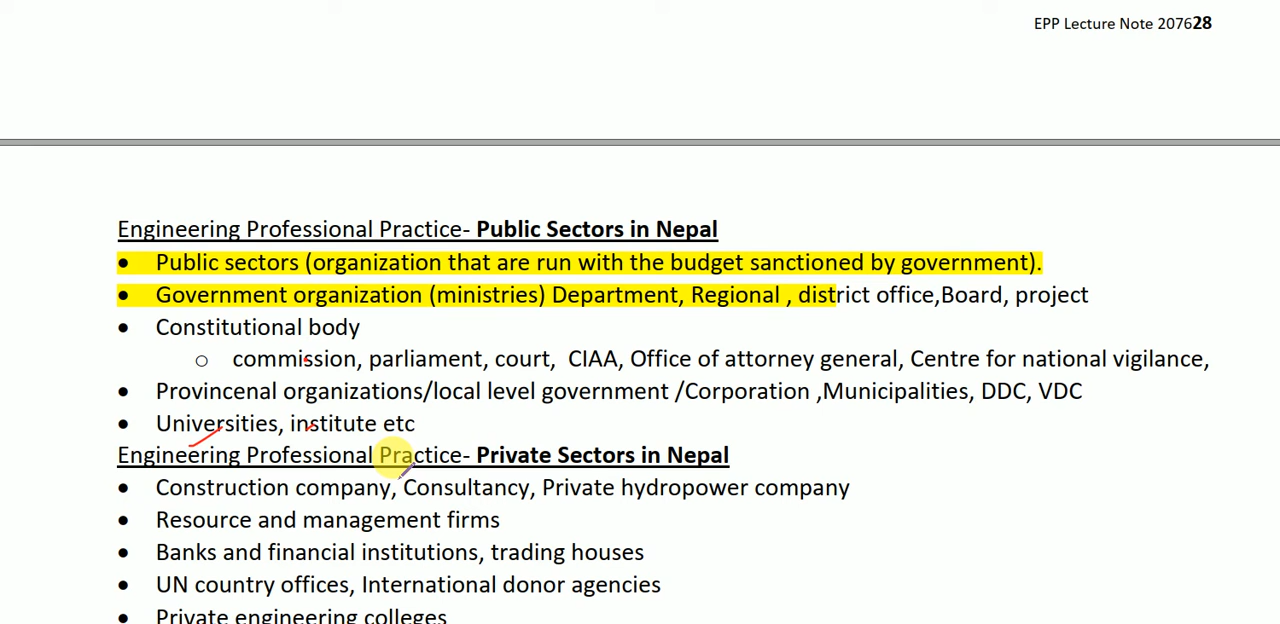 EPP Lecture Note 207628
Engineering Professional Practice- Public Sectors in Nepal
• Public sectors (organization that are run with the budget sanctioned by government).
• Government organization (ministries) Department, Regional , district office,Board, project
• Constitutional body
o commission, parliament, court, CIAA, Office of attorney general, Centre for national vigilance,
• Provincenal organizations/local level government /Corporation ,Municipalities, DDC, VDC
• Universities, institute etc
Engineering Professional Practice- Private Sectors in Nepal
• Construction company, Consultancy, Private hydropower company
• Resource and management firms
• Banks and financial institutions, trading houses
• UN country offices, International donor agencies
• Private engineering colleges